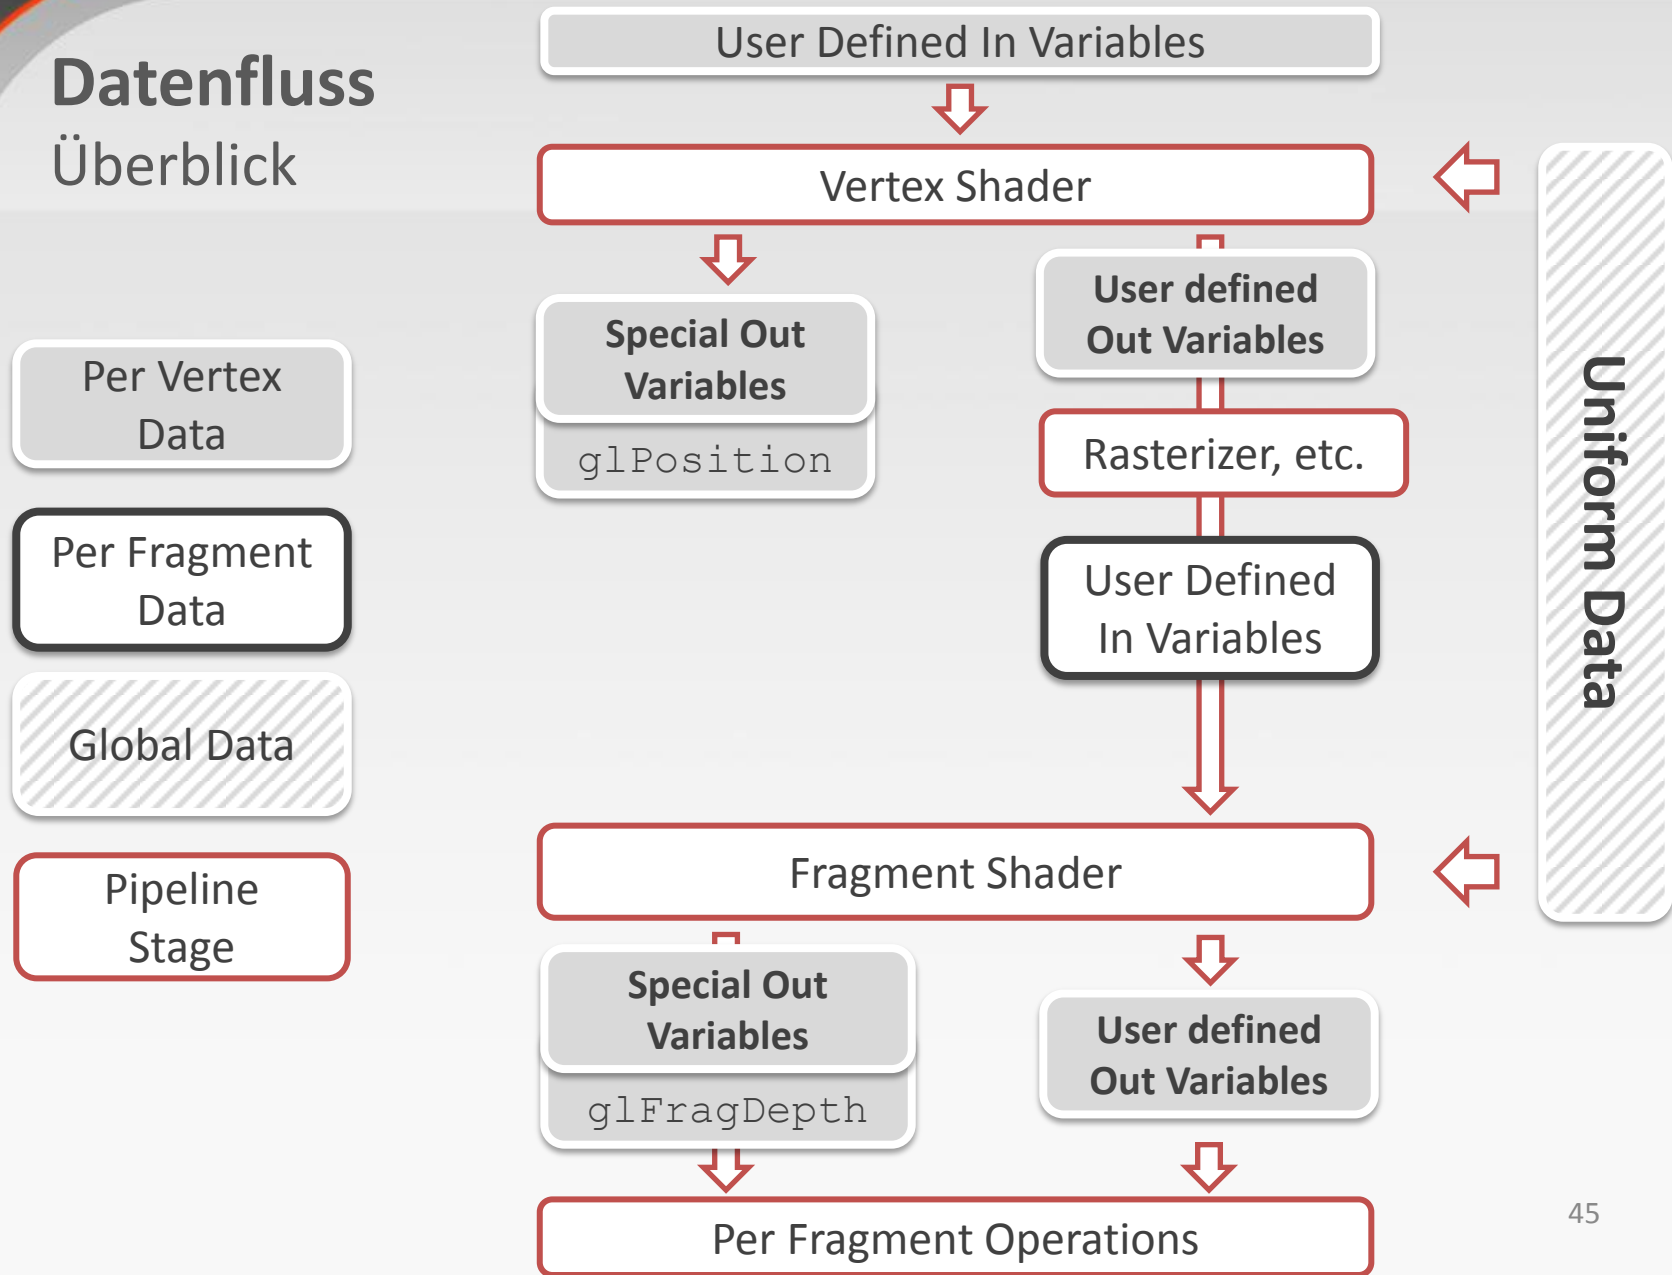 Datenfluss
Überblick
User Defined In Variables
Vertex Shader
Special Out
Variables
glPosition
User defined
Out Variables
Rasterizer, etc.
User Defined
In Variables
Uniform Data
Per Vertex
Data
Per Fragment
Data
Global Data
Pipeline
Stage
Fragment Shader
Special Out
Variables
glFragDepth
User defined
Out Variables
Per Fragment Operations
45